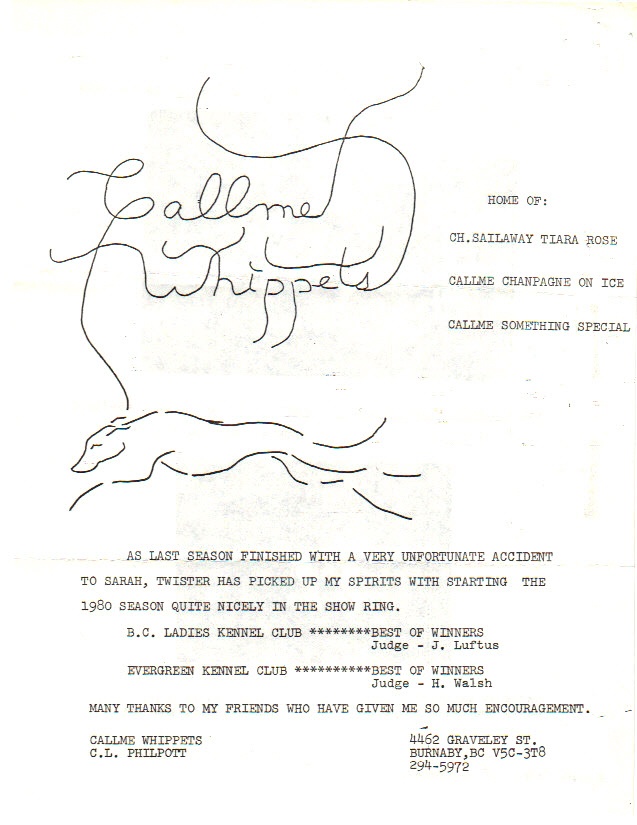 Callme
Whippets
HOME OF:
CH.SAILAWAY TIARA ROSE
CALLME CHANPAGNE ON ICE
CALLME SOMETHING SPECIAL
AS LAST SEASON FINISHED WITH A VERY UNFORTUNATE ACCIDENT
TO SARAH, TWISTER HAS PICKED UP MY SPIRITS WITH STARTING THE
1980 SEASON QUITE NICELY IN THE SHOW RING.
B.C. LADIES KENNEL CLUB ********BEST OF WINNERS
Judge - J. Luftus
EVERGREEN KENNEL CLUB **********BEST OF WINNERS
Judge - H. Walsh
MANY THANKS TO MY FRIENDS WHO HAVE GIVEN ME SO MUCH ENCOURAGEMENT.
CALLME WHIPPETS 4462 GRAVELEY ST.
C.L. PHILPOTT BURNABY,BC V5C-3T8
294-5972